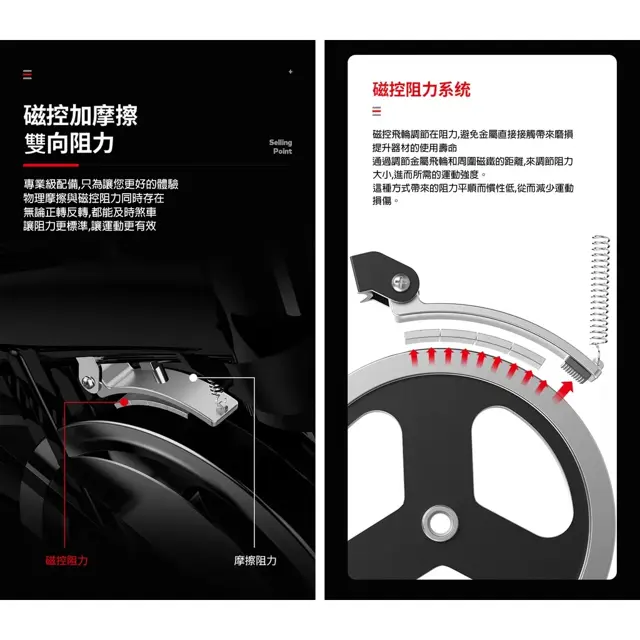 磁控加摩擦
雙向阻力
Selling
Point
專業級配備,只為讓您更好的體驗
物理摩擦與磁控阻力同時存在
無論正轉反轉,都能及時煞車
讓阻力更標準,讓運動更有效
磁控阻力
摩擦阻力
磁控阻力系统
磁控飛輪調節在阻力,避免金屬直接接觸帶來磨損
提升器材的使用壽命
通過調節金屬飛輪和周圍磁鐵的距離,來調節阻力
大小,進而所需的運動強度。
這種方式帶來的阻力平順而慣性低,從而減少運動
損傷。